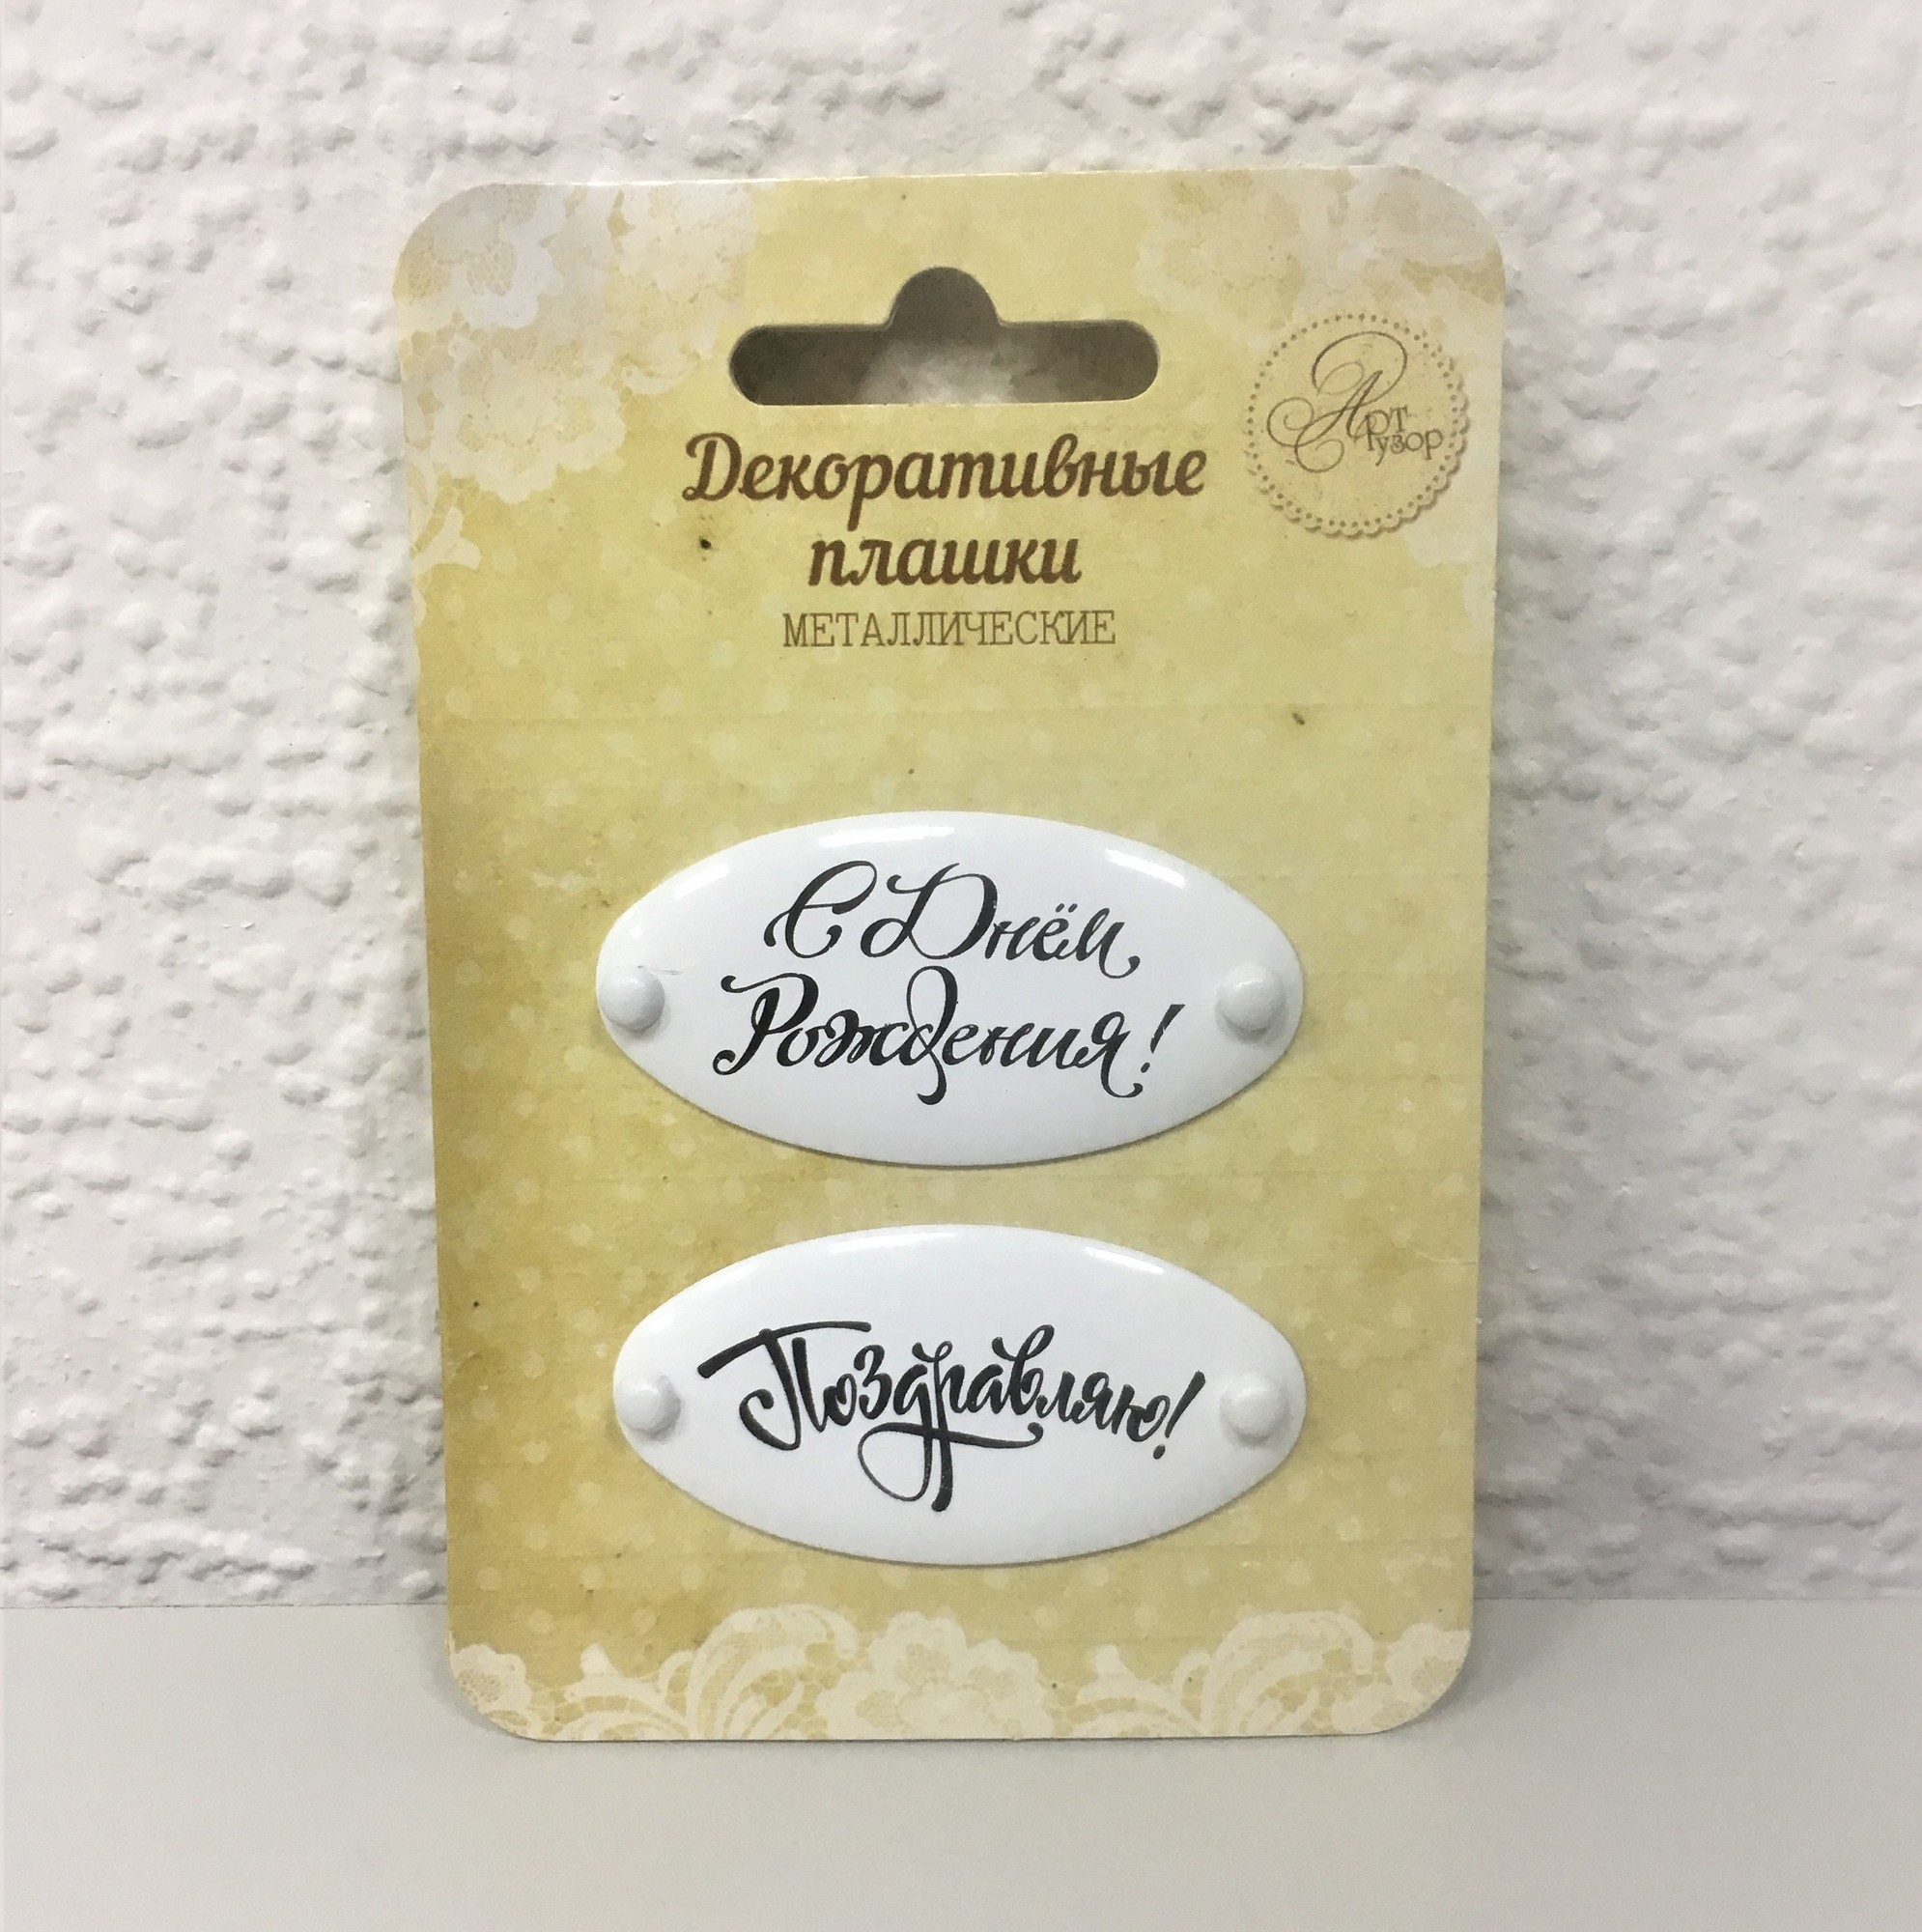 Арт
узор
Декоративные
плашки
МЕТАЛЛИЧЕСКИЕ
С Днём
Рождения!
Поздравляю!